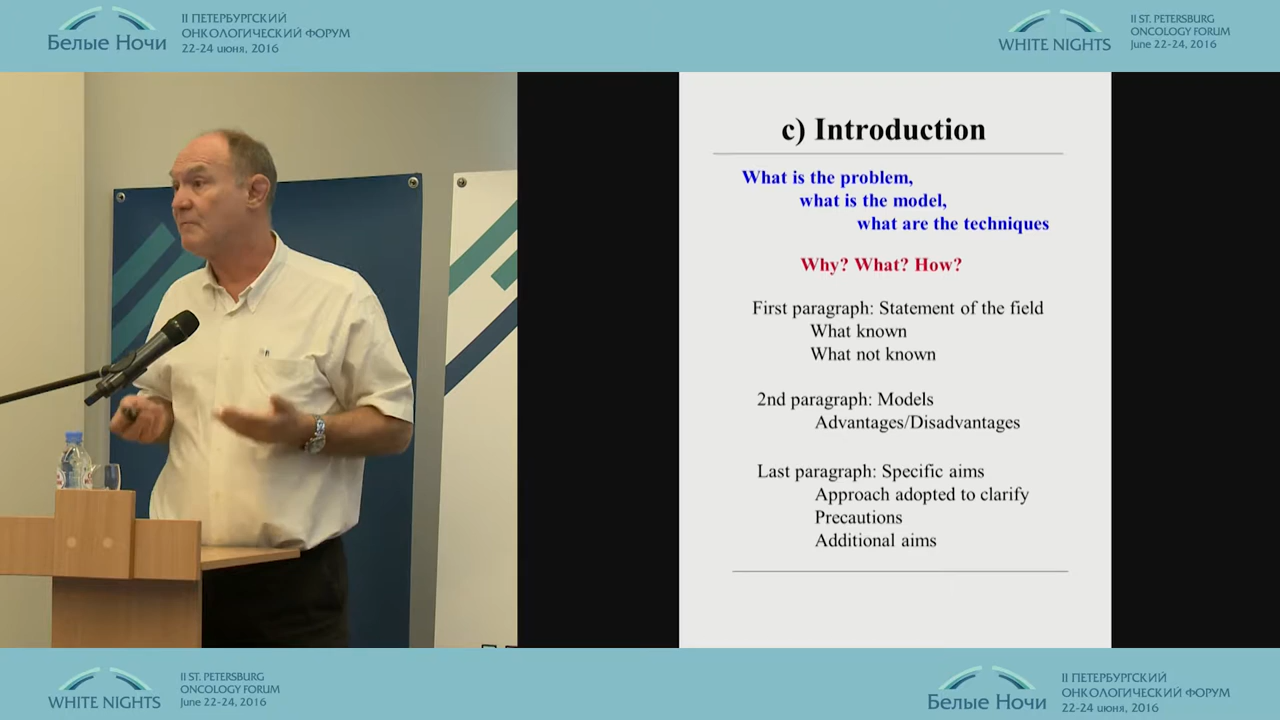 Белые Ночи
II ПЕТЕРБУРГСКИЙ
ОНКОЛОГИЧЕСКИЙ ФОРУМ
22-24 июня, 2016
WHITE NIGHTS
II ST. PETERSBURG
ONCOLOGY FORUM
June 22-24, 2016
c) Introduction
What is the problem,
what is the model,
what are the techniques
Why? What? How?
First paragraph: Statement of the field
What known
What not known
2nd paragraph: Models
Advantages/Disadvantages
Last paragraph: Specific aims
Approach adopted to clarify
Precautions
Additional aims
WHITE NIGHTS
II ST. PETERSBURG
ONCOLOGY FORUM
June 22-24, 2016
Белые Ночи
II ПЕТЕРБУРГСКИЙ
ОНКОЛОГИЧЕСКИЙ ФОРУМ
22-24 июня, 2016